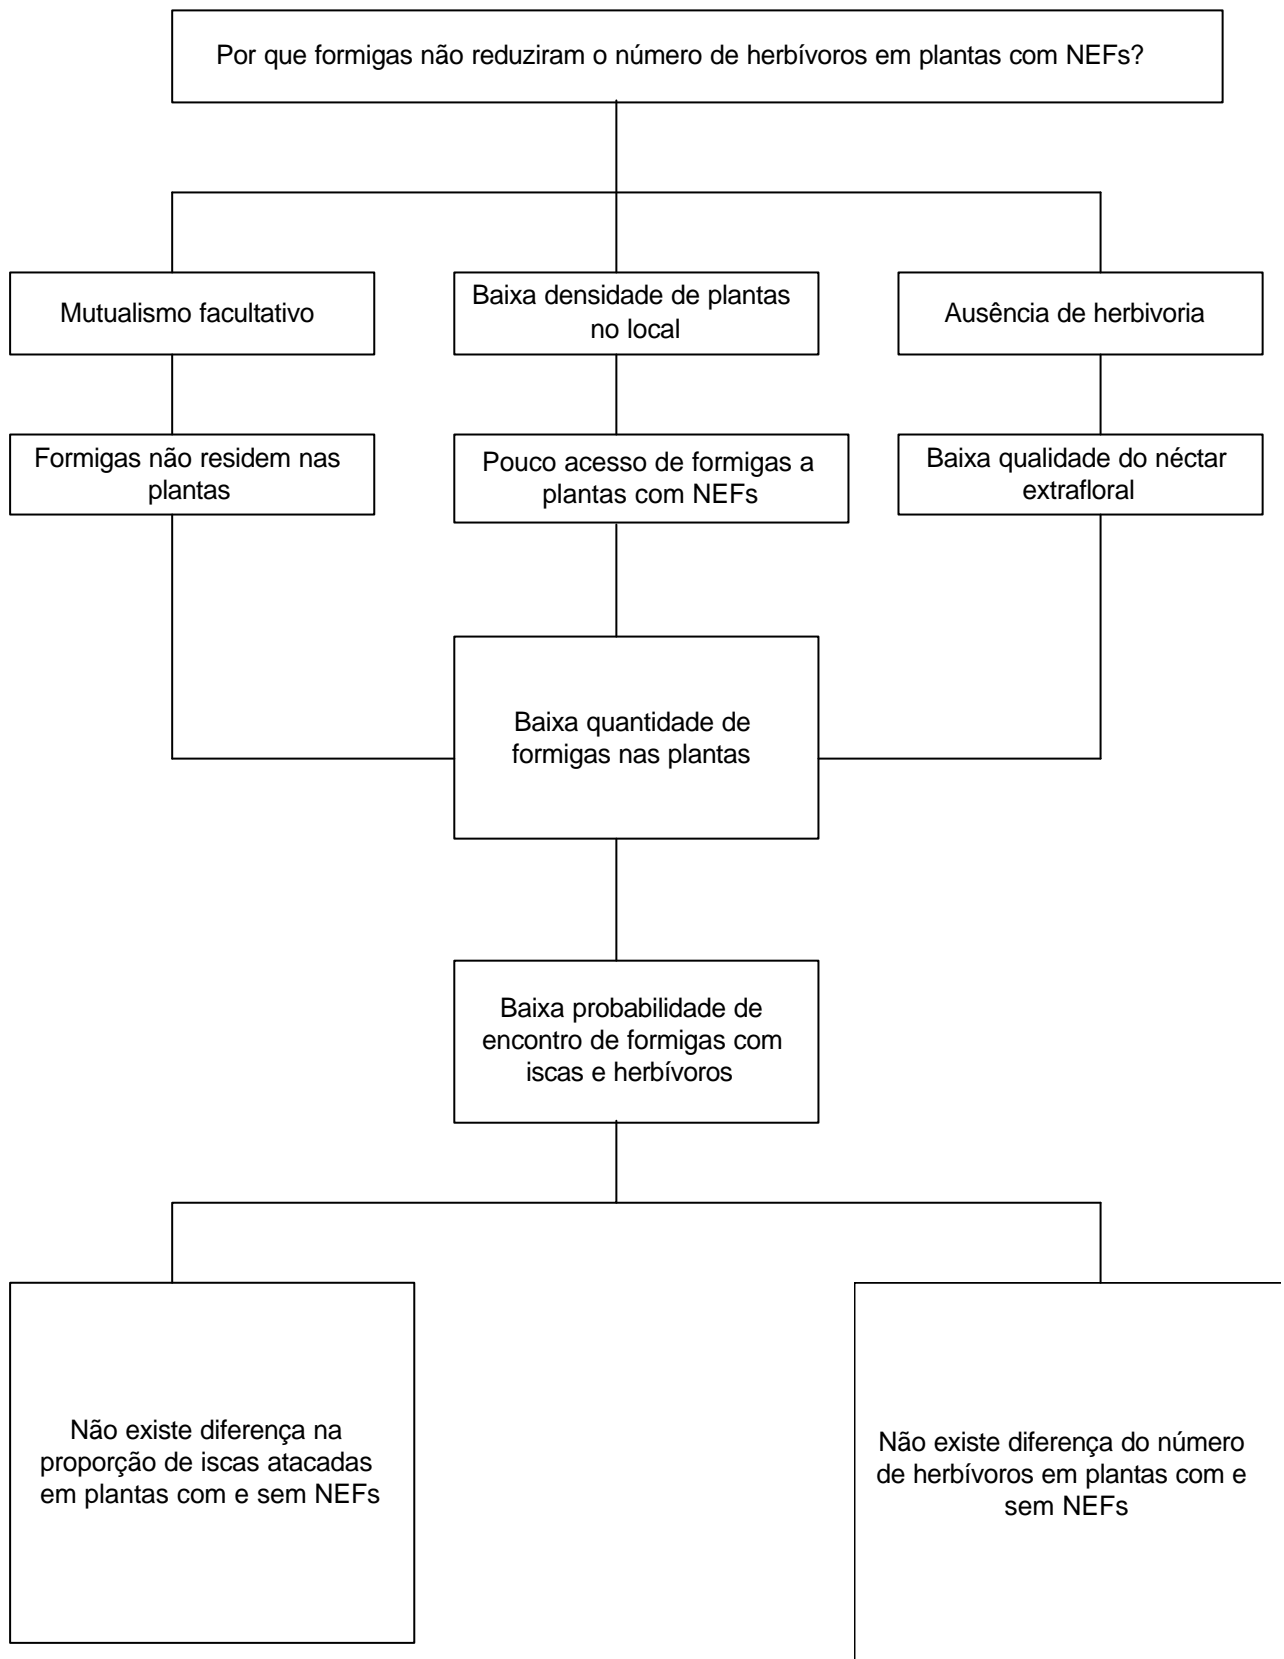 Por que formigas não reduziram o número de herbívoros em plantas com NEFs?
Mutualismo facultativo
Baixa densidade de plantas
no local
Ausência de herbivoria
Formigas não residem nas
plantas
Pouco acesso de formigas a
plantas com NEFs
Baixa qualidade do néctar
extrafloral
Baixa quantidade de
formigas nas plantas
Baixa probabilidade de
encontro de formigas com
iscas e herbívoros
Não existe diferença na
proporção de iscas atacadas
em plantas com e sem NEFs
Não existe diferença do número
de herbívoros em plantas com e
sem NEFs